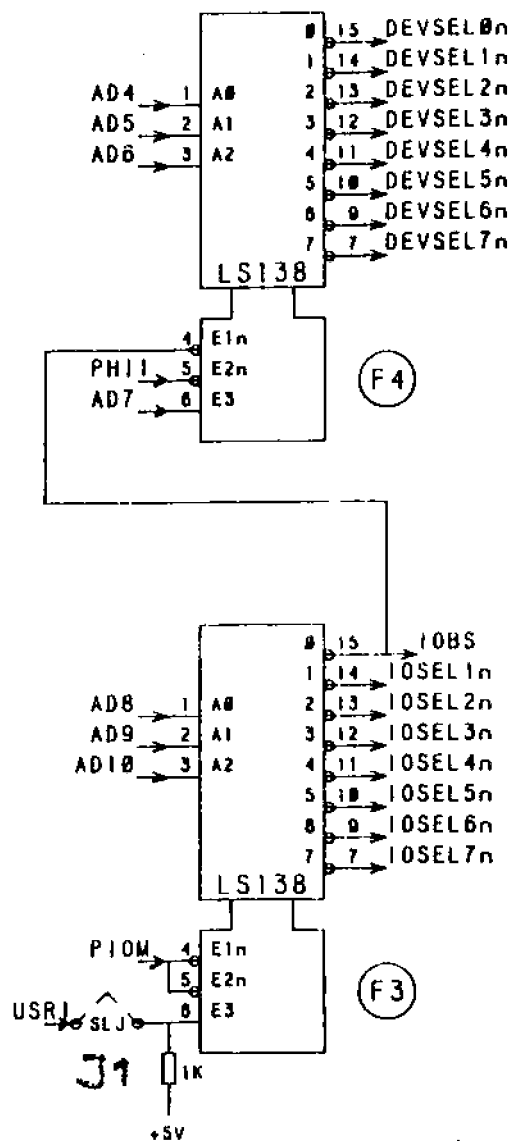 0 15 DEVSEL0n
1 14 DEVSEL1n
AD4 1 A0 2 13 DEVSEL2n
AD5 2 A1 3 12 DEVSEL3n
AD6 3 A2 4 11 DEVSEL4n
5 10 DEVSEL5n
6 9 DEVSEL6n
7 7 DEVSEL7n
LS138
4 E1n
PHI1 5 E2n
AD7 6 E3
F4
0 15 IOBS
1 14 IOSEL1n
AD8 1 A0 2 13 IOSEL2n
AD9 2 A1 3 12 IOSEL3n
AD10 3 A2 4 11 IOSEL4n
5 10 IOSEL5n
6 9 IOSEL6n
7 7 IOSEL7n
LS138
PIOM 4 E1n
5 E2n
USR1 SLJ 6 E3
F3
J1
1K
+5V